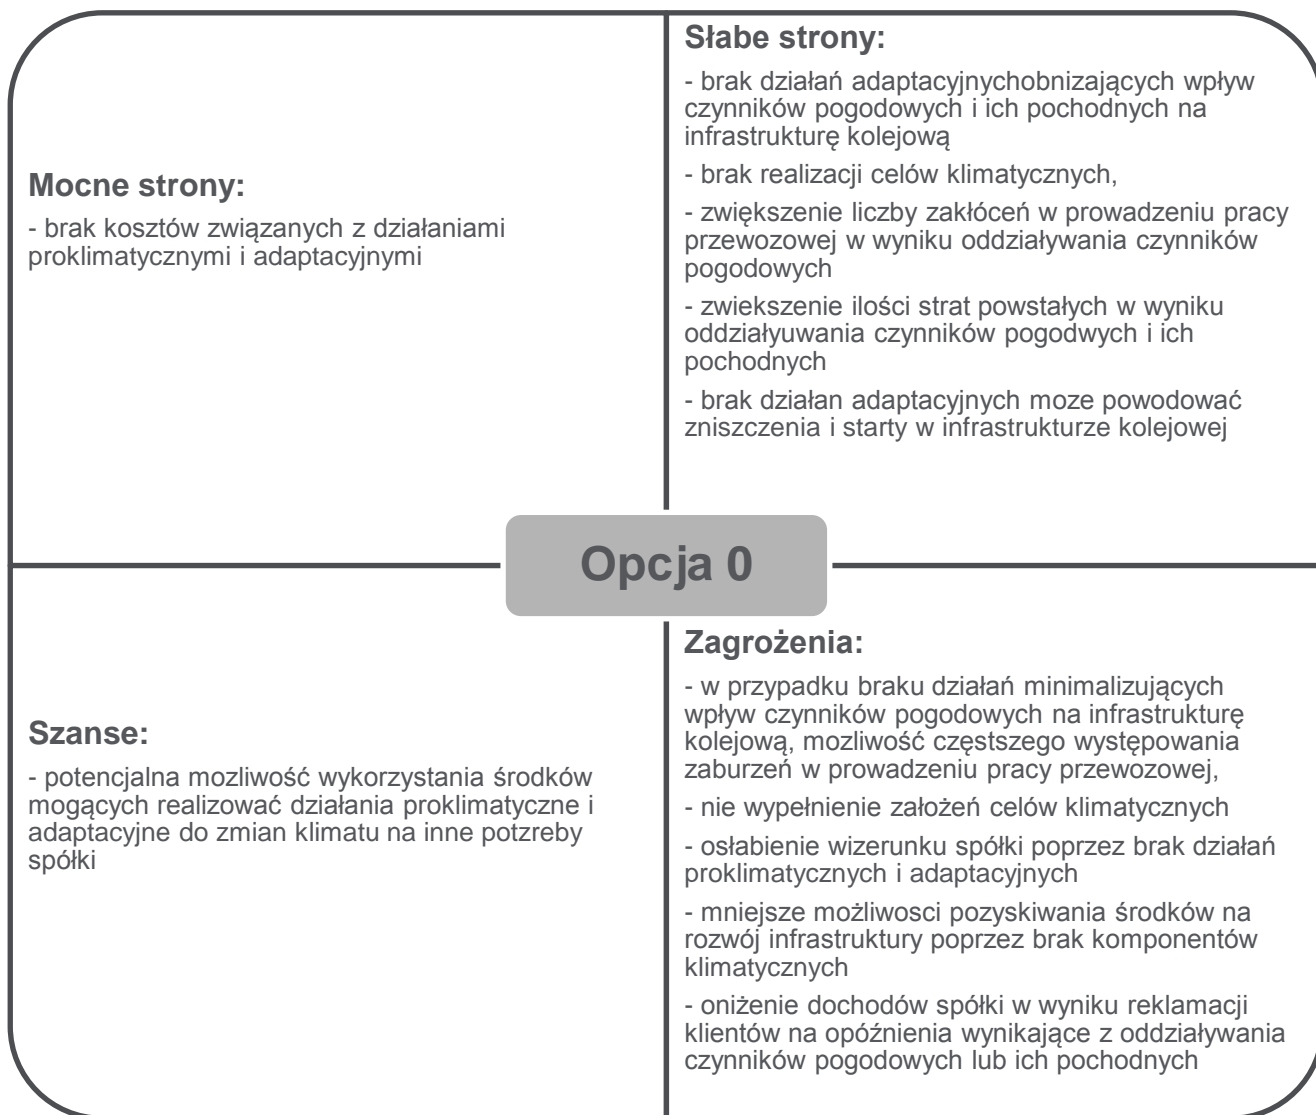 Mocne strony:
- brak kosztów związanych z działaniami
proklimatycznymi i adaptacyjnymi
Słabe strony:
- brak działań adaptacyjnychobnizających wpływ
czynników pogodowych i ich pochodnych na
infrastrukturę kolejową
- brak realizacji celów klimatycznych,
- zwiększenie liczby zakłóceń w prowadzeniu pracy
przewozowej w wyniku oddziaływania czynników
pogodowych
- zwiekszenie ilości strat powstałych w wyniku
oddziałyuwania czynników pogodwych i ich
pochodnych
- brak działan adaptacyjnych moze powodować
zniszczenia i starty w infrastrukturze kolejowej
Opcja 0
Szanse:
- potencjalna mozliwość wykorzystania środków
mogących realizować działania proklimatyczne i
adaptacyjne do zmian klimatu na inne potzreby
spółki
Zagrożenia:
- w przypadku braku działań minimalizujących
wpływ czynników pogodowych na infrastrukturę
kolejową, mozliwość częstszego występowania
zaburzeń w prowadzeniu pracy przewozowej,
- nie wypełnienie założeń celów klimatycznych
- osłabienie wizerunku spółki poprzez brak działań
proklimatycznych i adaptacyjnych
- mniejsze możliwosci pozyskiwania środków na
rozwój infrastruktury poprzez brak komponentów
klimatycznych
- oniżenie dochodów spółki w wyniku reklamacji
klientów na opóźnienia wynikające z oddziaływania
czynników pogodowych lub ich pochodnych